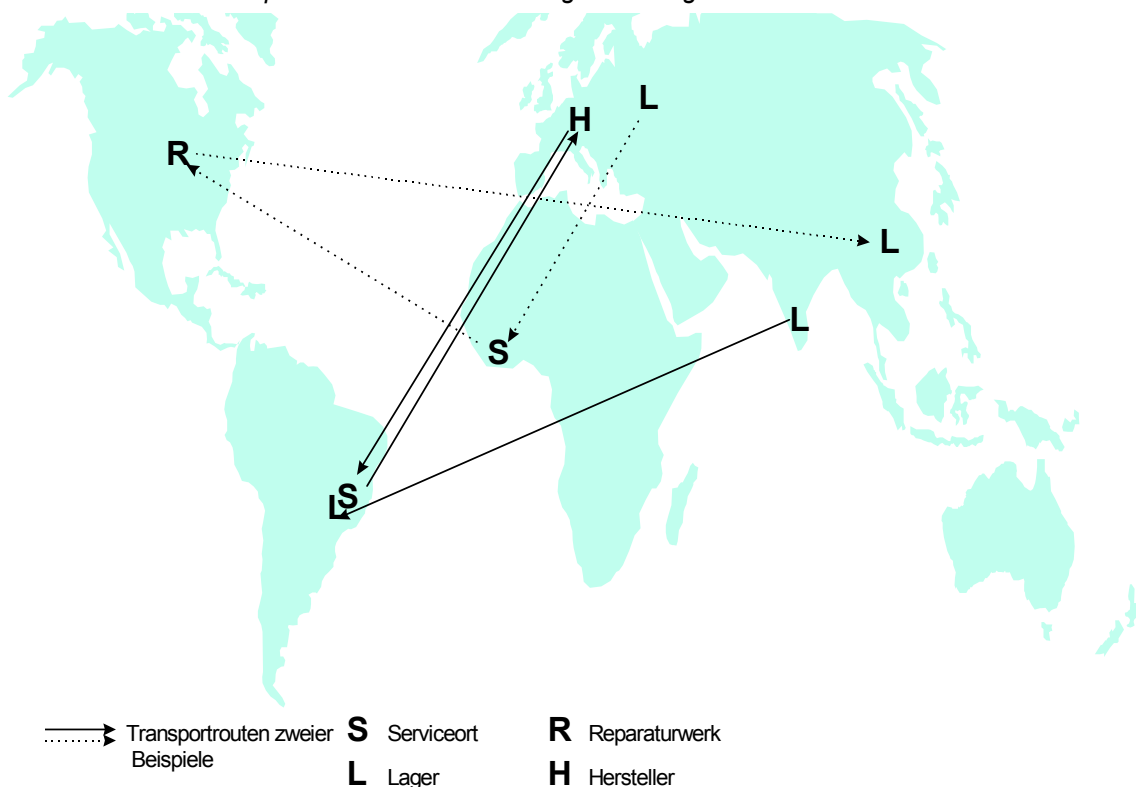 L
H
R
L
L
S
S
L
Transportrouten zweier
Beispiele
S Serviceort
R Reparaturwerk
L Lager
H Hersteller